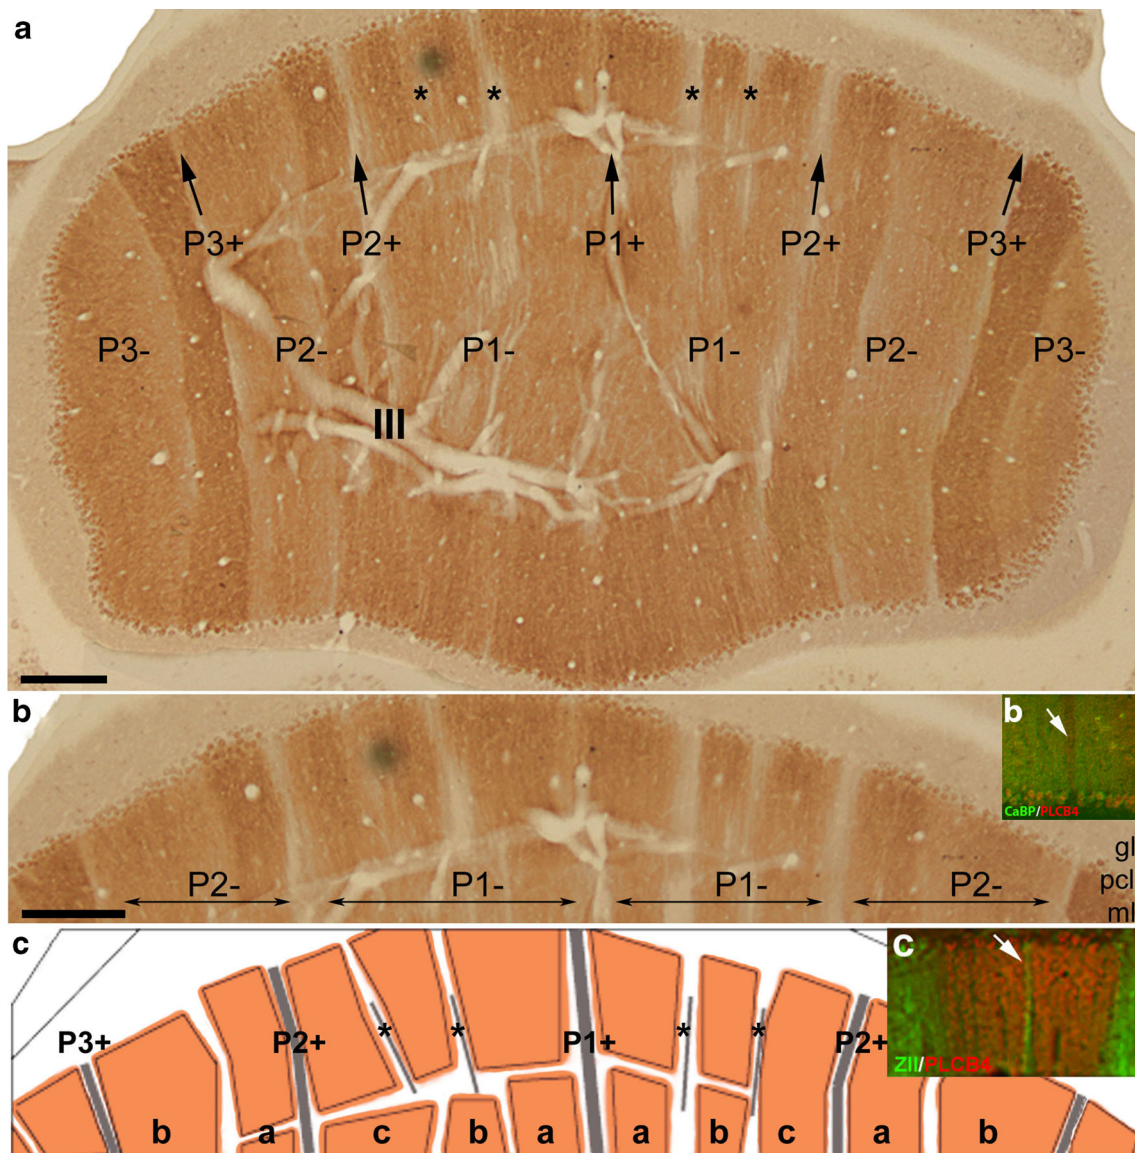 a
* * * *
P3+ P2+ P1+ P2+ P3+
P3- P2- P1- P1- P2- P3-
III
b
b
CaBP/PLCB4
gl
P2- P1- P1- P2- pcl
ml
c
c
* * * *
P3+ P2+ P1+ P2+
ZII/PLCB4
b a c b a a b c a b